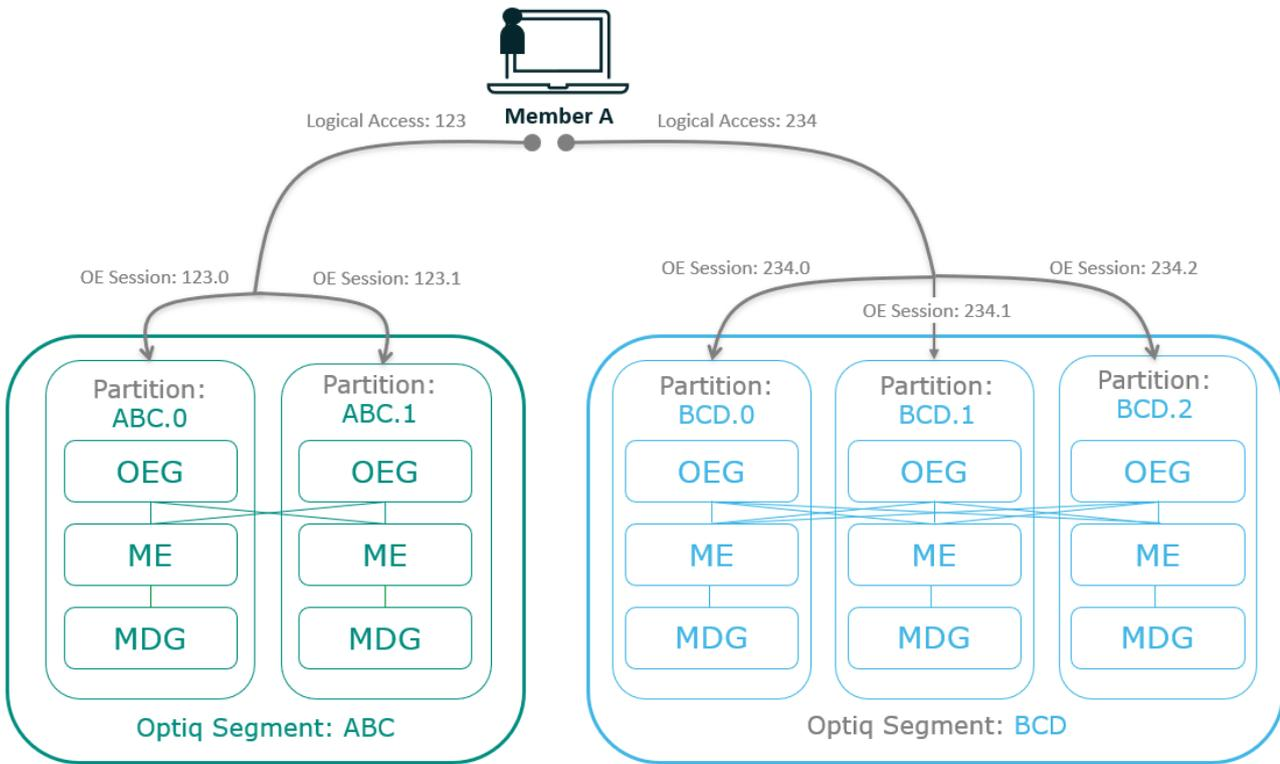 Member A
Logical Access: 123
Logical Access: 234
OE Session: 123.0
OE Session: 123.1
OE Session: 234.0
OE Session: 234.1
OE Session: 234.2
Partition:
ABC.0
OEG
ME
MDG
Partition:
ABC.1
OEG
ME
MDG
Optiq Segment: ABC
Partition:
BCD.0
OEG
ME
MDG
Partition:
BCD.1
OEG
ME
MDG
Partition:
BCD.2
OEG
ME
MDG
Optiq Segment: BCD